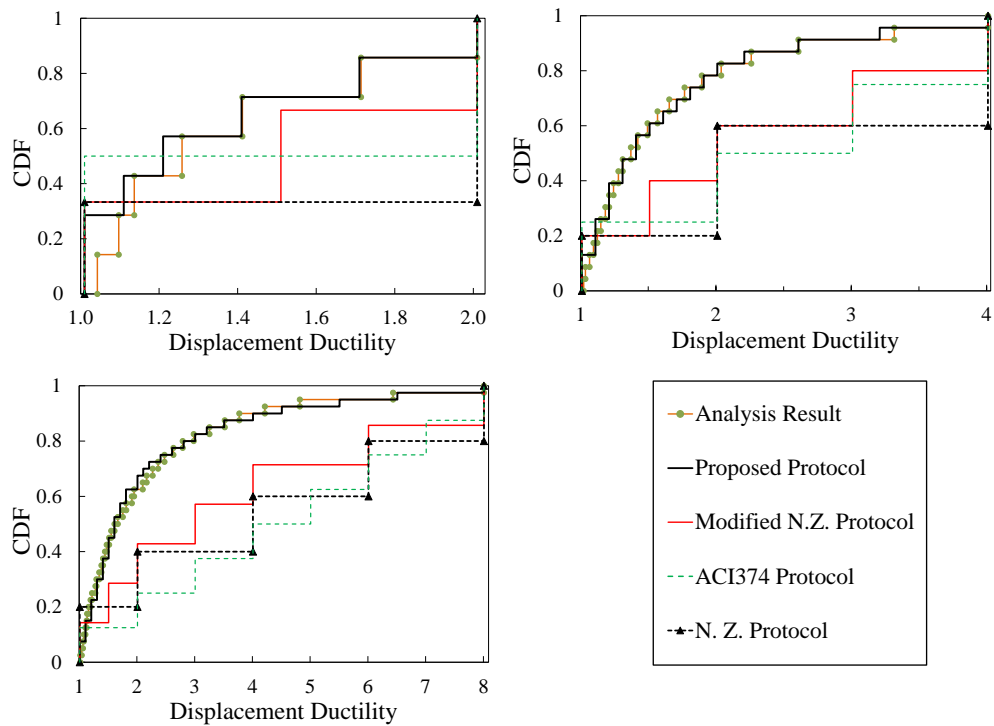 1
0.8
0.6
0.4
0.2
0
CDF
1.0 1.2 1.4 1.6 1.8 2.0
Displacement Ductility
1
0.8
0.6
0.4
0.2
0
CDF
1 2 3 4
Displacement Ductility
1
0.8
0.6
0.4
0.2
0
CDF
1 2 3 4 5 6 7 8
Displacement Ductility
Analysis Result
Proposed Protocol
Modified N.Z. Protocol
ACI374 Protocol
N. Z. Protocol